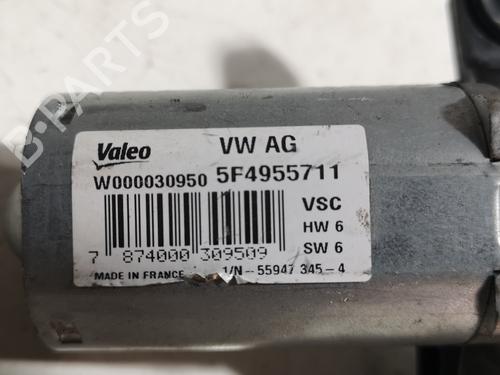 Valeo VW AG
W000030950 5F4955711
VSC
HW 6
SW 6
7 874000 309509
MADE IN FRANCE 1/N -- 55947 345-4
B-PARTS